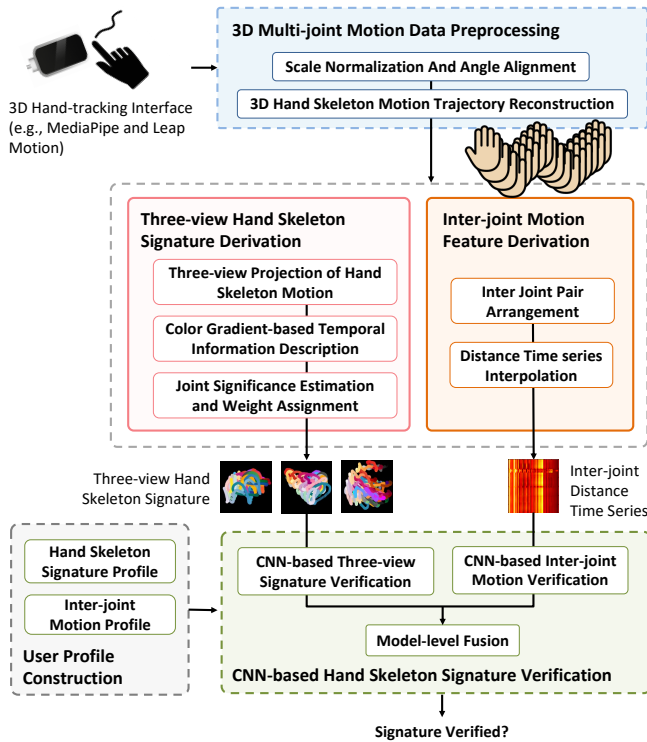 3D Multi-joint Motion Data Preprocessing
Scale Normalization And Angle Alignment
3D Hand Skeleton Motion Trajectory Reconstruction
3D Hand-tracking Interface
(e.g., MediaPipe and Leap
Motion)
Three-view Hand Skeleton
Signature Derivation
Three-view Projection of Hand
Skeleton Motion
Color Gradient-based Temporal
Information Description
Joint Significance Estimation
and Weight Assignment
Inter-joint Motion
Feature Derivation
Inter Joint Pair
Arrangement
Distance Time series
Interpolation
Three-view Hand
Skeleton Signature
Inter-joint
Distance
Time Series
Hand Skeleton
Signature Profile
Inter-joint
Motion Profile
User Profile
Construction
CNN-based Three-view
Signature Verification
CNN-based Inter-joint
Motion Verification
Model-level Fusion
CNN-based Hand Skeleton Signature Verification
Signature Verified?